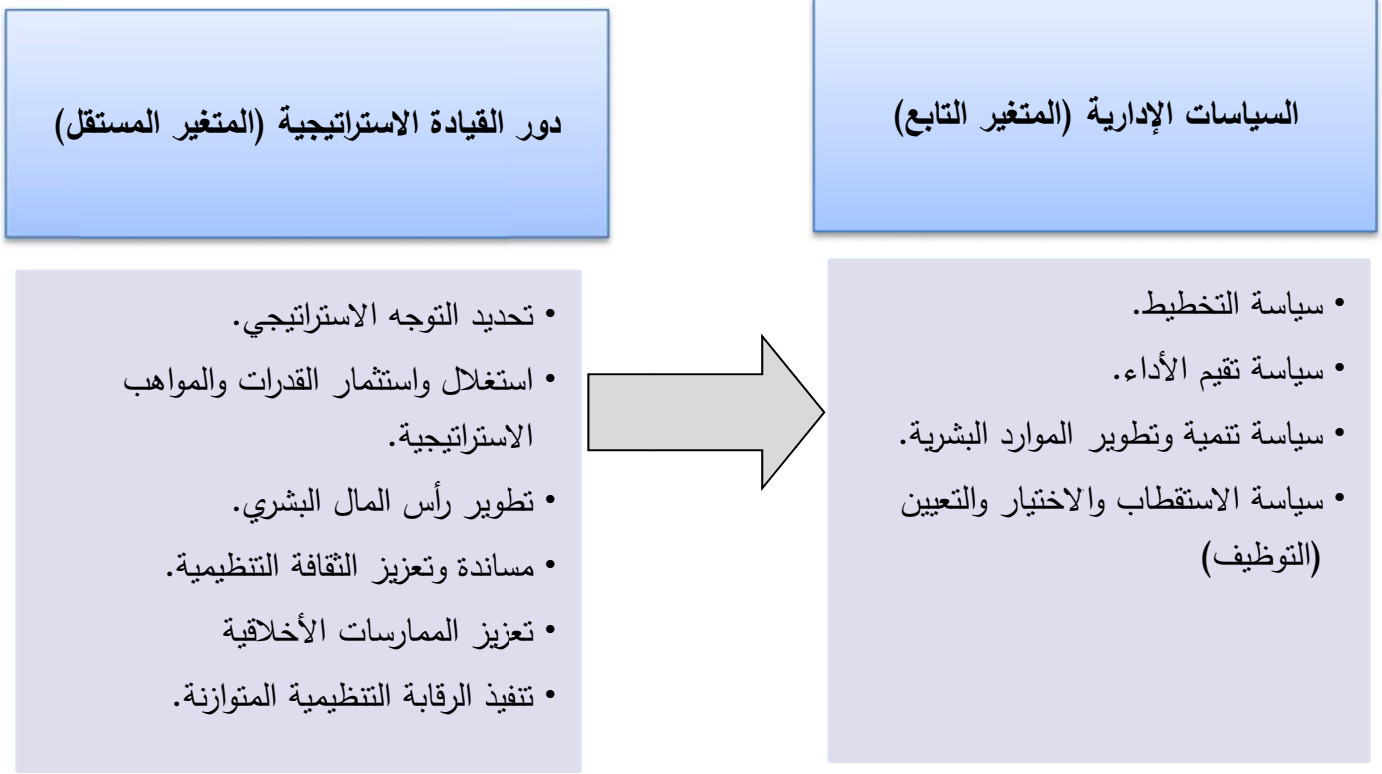 السياسات الإدارية (المتغير التابع)
• سياسة التخطيط.
• سياسة تقيم الأداء.
• سياسة تنمية وتطوير الموارد البشرية.
• سياسة الاستقطاب والاختيار والتعيين
(التوظيف)
دور القيادة الاستراتيجية (المتغير المستقل)
• تحديد التوجه الاستراتيجي.
• استغلال واستثمار القدرات والمواهب
الاستراتيجية.
• تطوير رأس المال البشري.
• مساندة وتعزيز الثقافة التنظيمية.
• تعزيز الممارسات الأخلاقية
• تنفيذ الرقابة التنظيمية المتوازنة.